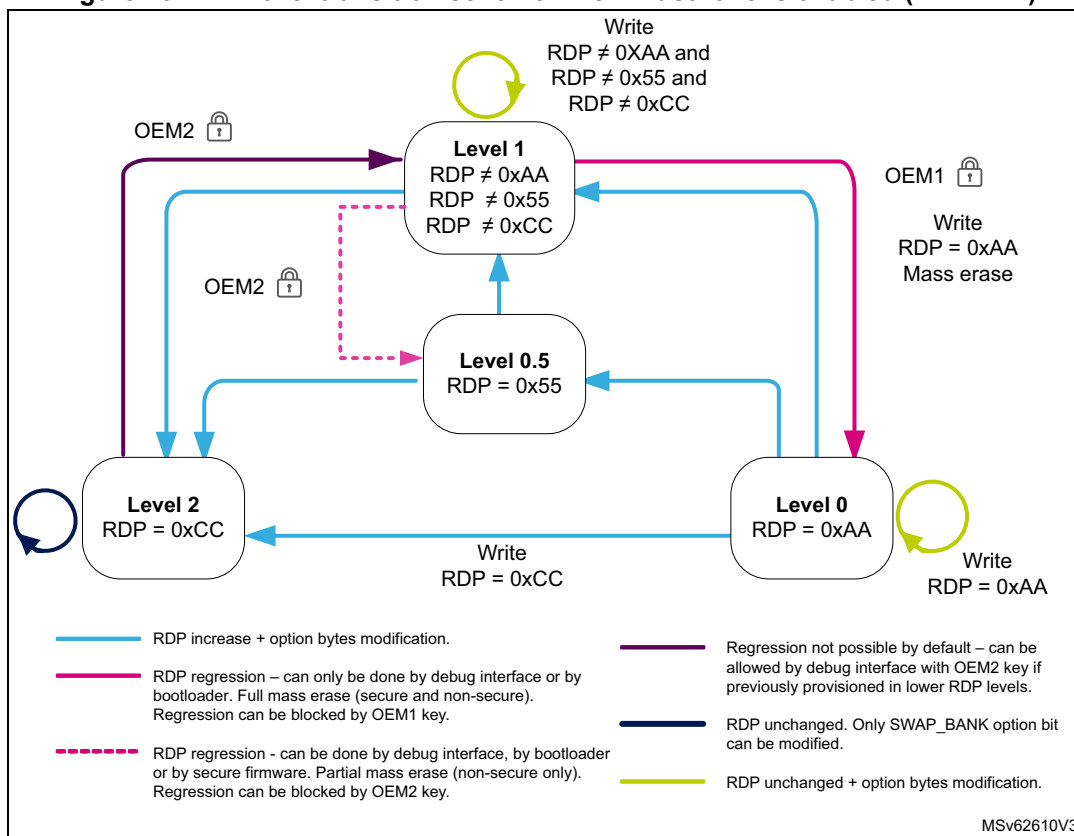 Write
RDP ≠ 0XAA and
RDP ≠ 0x55 and
RDP ≠ 0xCC
OEM2
Level 1
RDP ≠ 0xAA
RDP ≠ 0x55
RDP ≠ 0xCC
OEM1
Write
RDP = 0xAA
Mass erase
OEM2
Level 0.5
RDP = 0x55
Level 2
RDP = 0xCC
Level 0
RDP = 0xAA
Write
RDP = 0xCC
Write
RDP = 0xAA
RDP increase + option bytes modification.
RDP regression – can only be done by debug interface or by
bootloader. Full mass erase (secure and non-secure).
Regression can be blocked by OEM1 key.
RDP regression - can be done by debug interface, by bootloader
or by secure firmware. Partial mass erase (non-secure only).
Regression can be blocked by OEM2 key.
Regression not possible by default – can be
allowed by debug interface with OEM2 key if
previously provisioned in lower RDP levels.
RDP unchanged. Only SWAP_BANK option bit
can be modified.
RDP unchanged + option bytes modification.
MSv62610V3